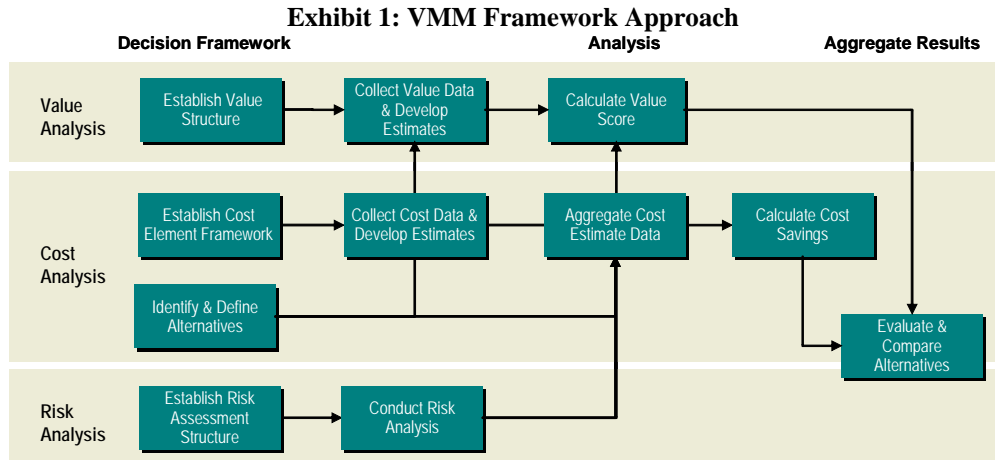 Exhibit 1: VMM Framework Approach
Decision Framework
Analysis
Aggregate Results
Value
Analysis
Establish Value
Structure
Collect Value Data
& Develop
Estimates
Calculate Value
Score
Cost
Analysis
Establish Cost
Element Framework
Collect Cost Data &
Develop Estimates
Aggregate Cost
Estimate Data
Calculate Cost
Savings
Identify & Define
Alternatives
Evaluate &
Compare
Alternatives
Risk
Analysis
Establish Risk
Assessment
Structure
Conduct Risk
Analysis